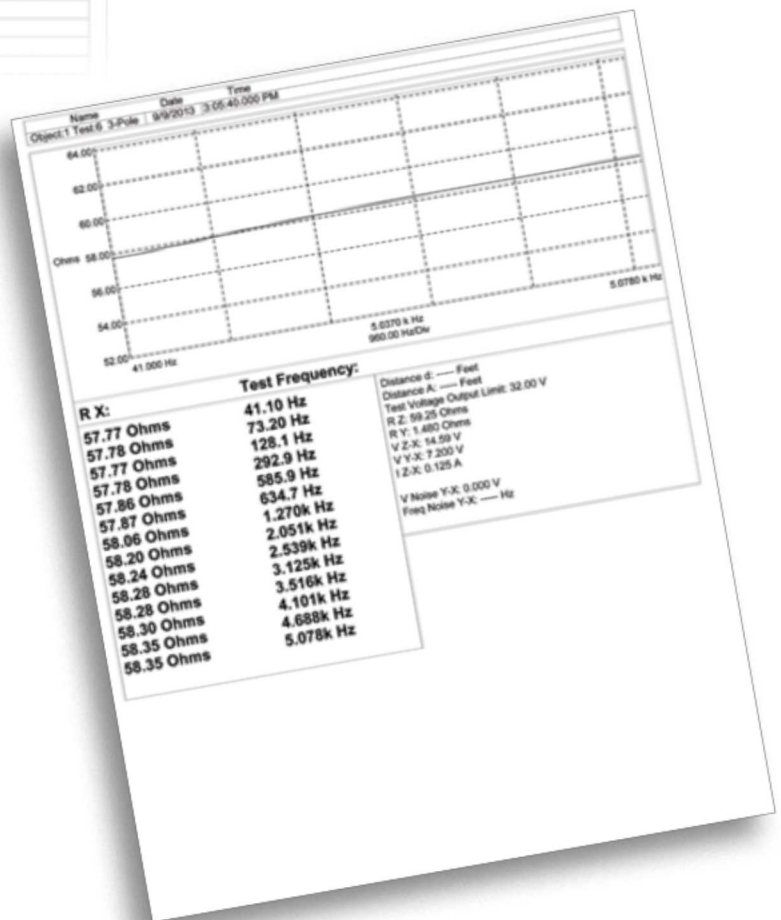 Name Date Time
Object:1 Test:6 3-Pole 9/9/2013 3:05:40.000 PM
64.00
62.00
60.00
Ohms 58.00
56.00
54.00
52.00
41.000 Hz 5.0370 k Hz 5.0780 k Hz
960.00 Hz/Div
R X: Test Frequency:
57.77 Ohms 41.10 Hz
57.78 Ohms 73.20 Hz
57.77 Ohms 128.1 Hz
57.78 Ohms 292.9 Hz
57.86 Ohms 585.9 Hz
57.87 Ohms 634.7 Hz
58.06 Ohms 1.270k Hz
58.20 Ohms 2.051k Hz
58.24 Ohms 2.539k Hz
58.28 Ohms 3.125k Hz
58.28 Ohms 3.516k Hz
58.30 Ohms 4.101k Hz
58.35 Ohms 4.688k Hz
58.35 Ohms 5.078k Hz
Distance d: ---- Feet
Distance A: ---- Feet
Test Voltage Output Limit: 32.00 V
R Z: 59.25 Ohms
R Y: 1.480 Ohms
V Z-X: 14.59 V
V Y-X: 7.200 V
I Z-X: 0.125 A
V Noise Y-X: 0.000 V
Freq Noise Y-X: ---- Hz